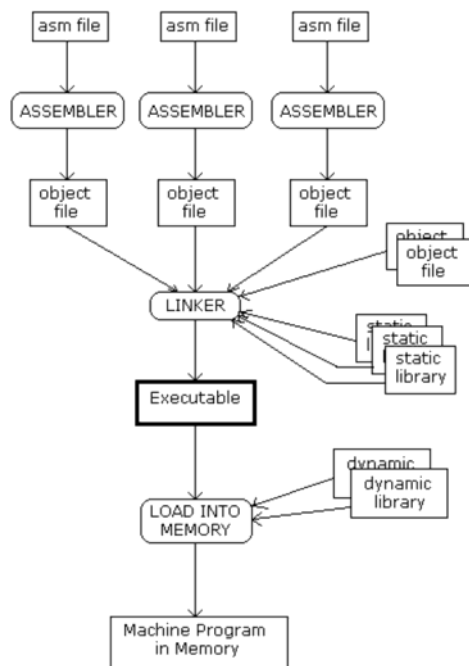 asm file
asm file
asm file
ASSEMBLER
ASSEMBLER
ASSEMBLER
object
file
object
file
object
file
object
object
file
LINKER
static
static
static
library
Executable
dynamic
dynamic
library
LOAD INTO
MEMORY
Machine Program
in Memory